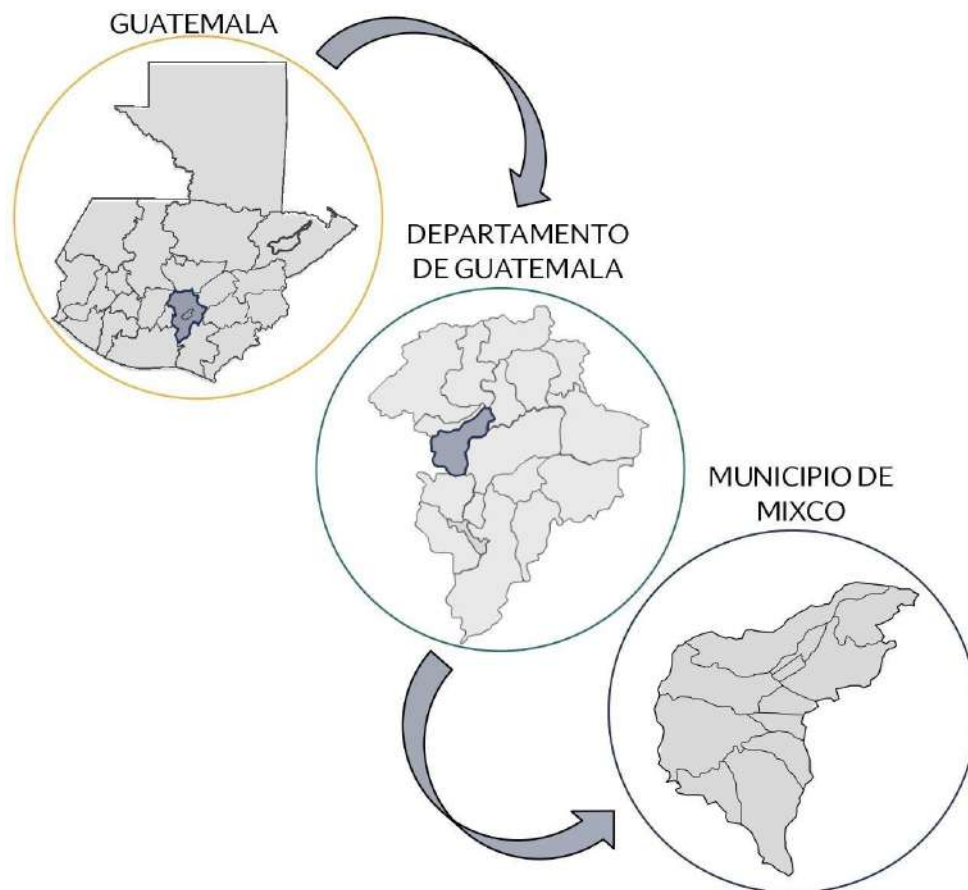 GUATEMALA
DEPARTAMENTO
DE GUATEMALA
MUNICIPIO DE
MIXCO